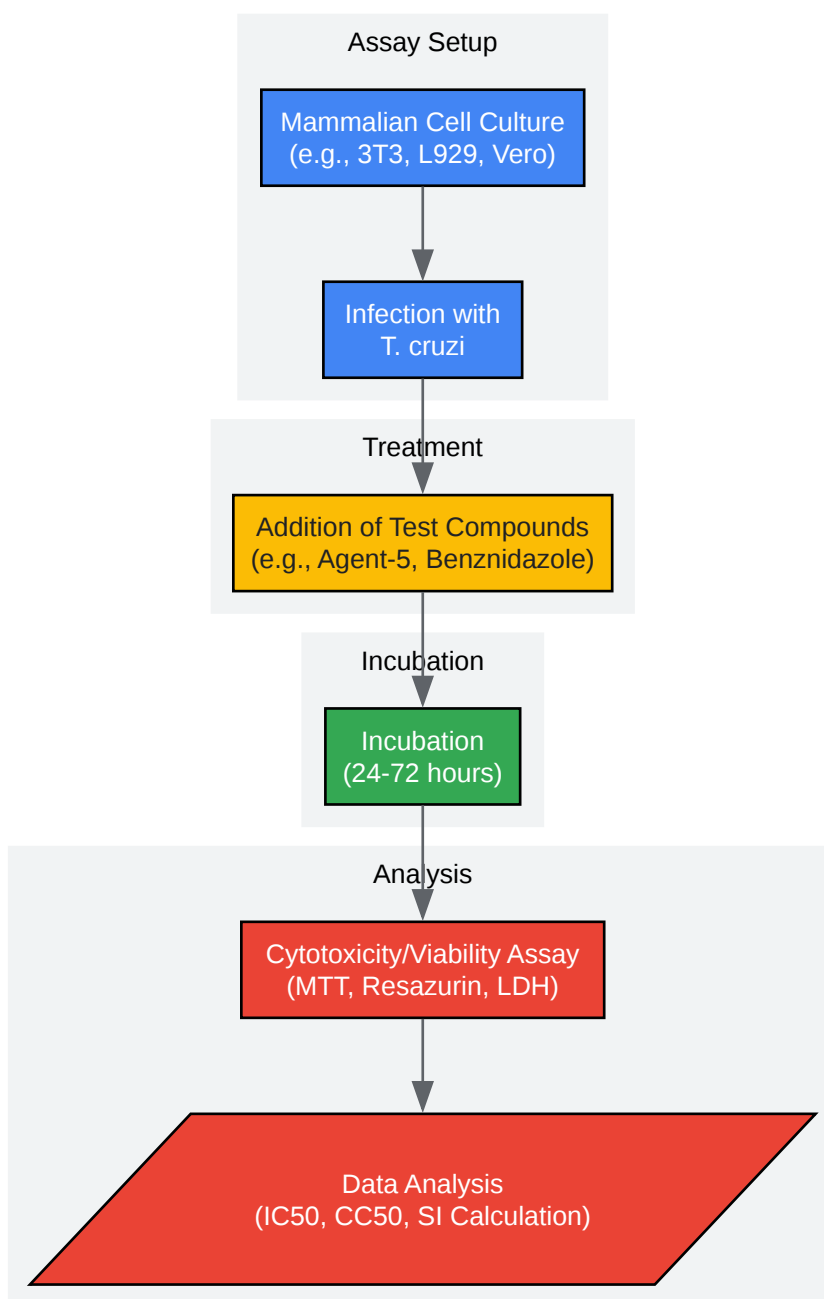 Assay Setup
Mammalian Cell Culture
(e.g., 3T3, L929, Vero)
Infection with
T. cruzi
Treatment
Addition of Test Compounds
(e.g., Agent-5, Benznidazole)
Incubation
Incubation
(24-72 hours)
Analysis
Cytotoxicity/Viability Assay
(MTT, Resazurin, LDH)
Data Analysis
(IC50, CC50, SI Calculation)